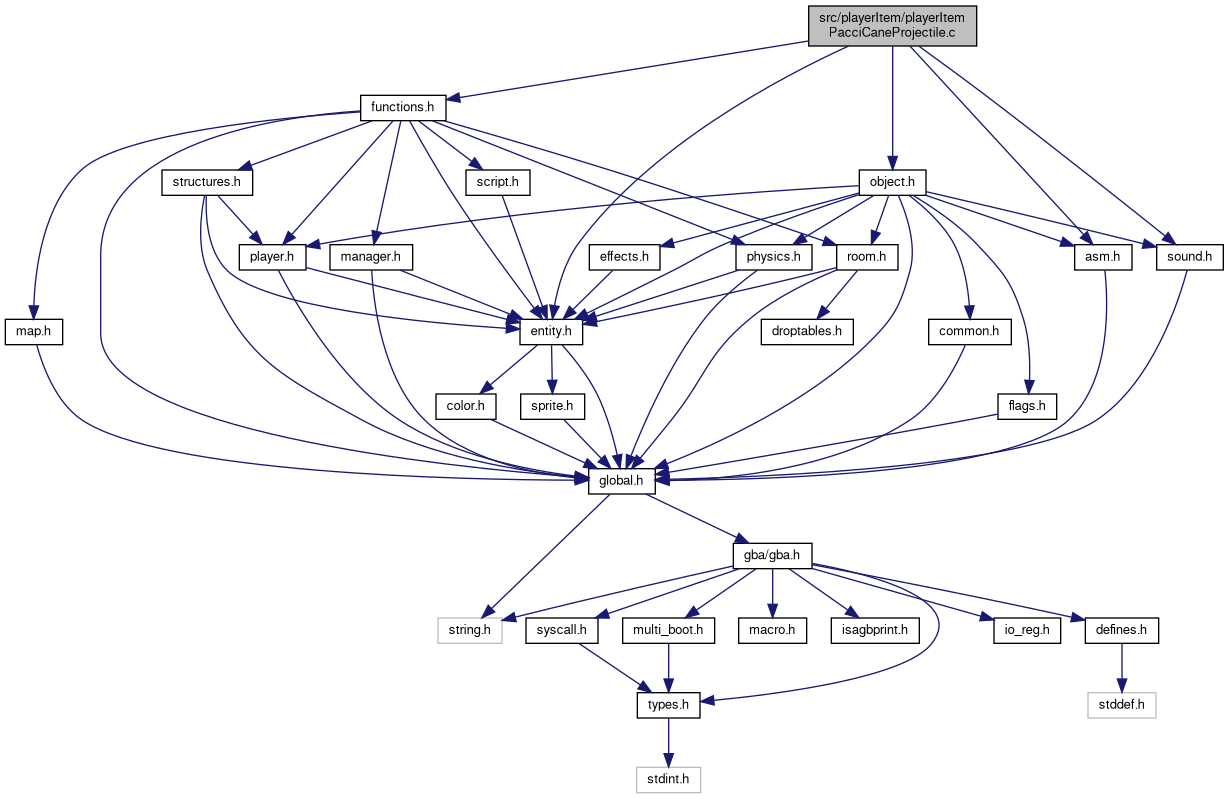 src/playerItem/playerItem
PacciCaneProjectile.c
functions.h
structures.h
script.h
object.h
player.h
manager.h
effects.h
physics.h
room.h
asm.h
sound.h
map.h
entity.h
droptables.h
common.h
color.h
sprite.h
flags.h
global.h
gba/gba.h
string.h
syscall.h
multi_boot.h
macro.h
isagbprint.h
io_reg.h
defines.h
types.h
stddef.h
stdint.h